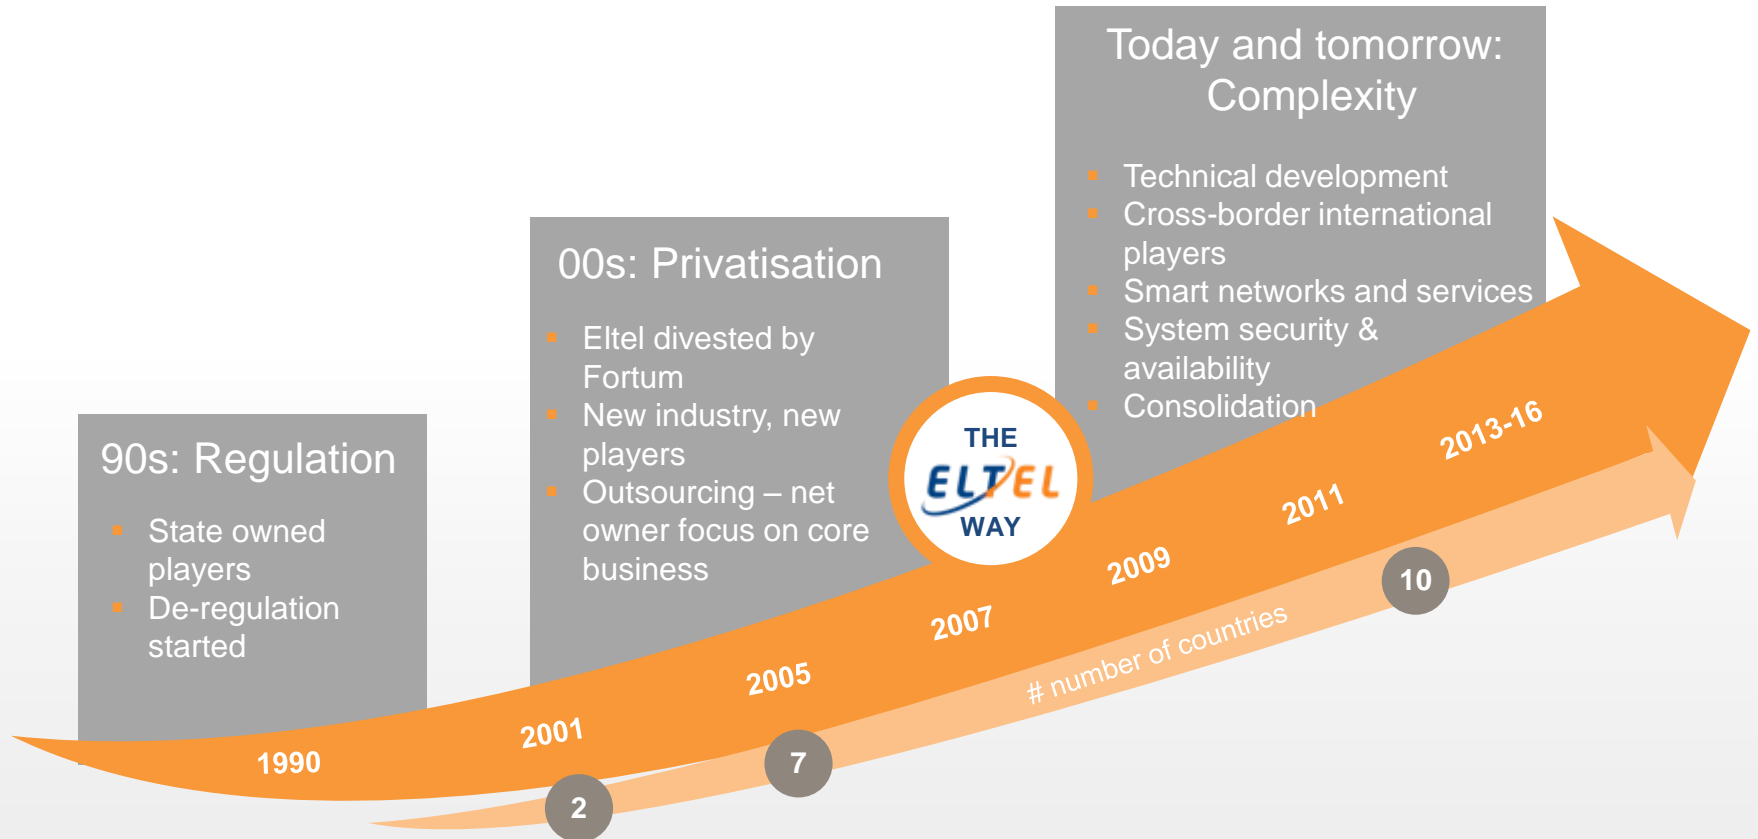 90s: Regulation
State owned
players
De-regulation
started
00s: Privatisation
Eltel divested by
Fortum
New industry, new
players
Outsourcing – net
owner focus on core
business
Today and tomorrow:
Complexity
Technical development
Cross-border international
players
Smart networks and services
System security &
availability
Consolidation
THE
ELTEL
WAY
1990
2001
2005
2007
2009
2011
2013-16
# number of countries
2
7
10